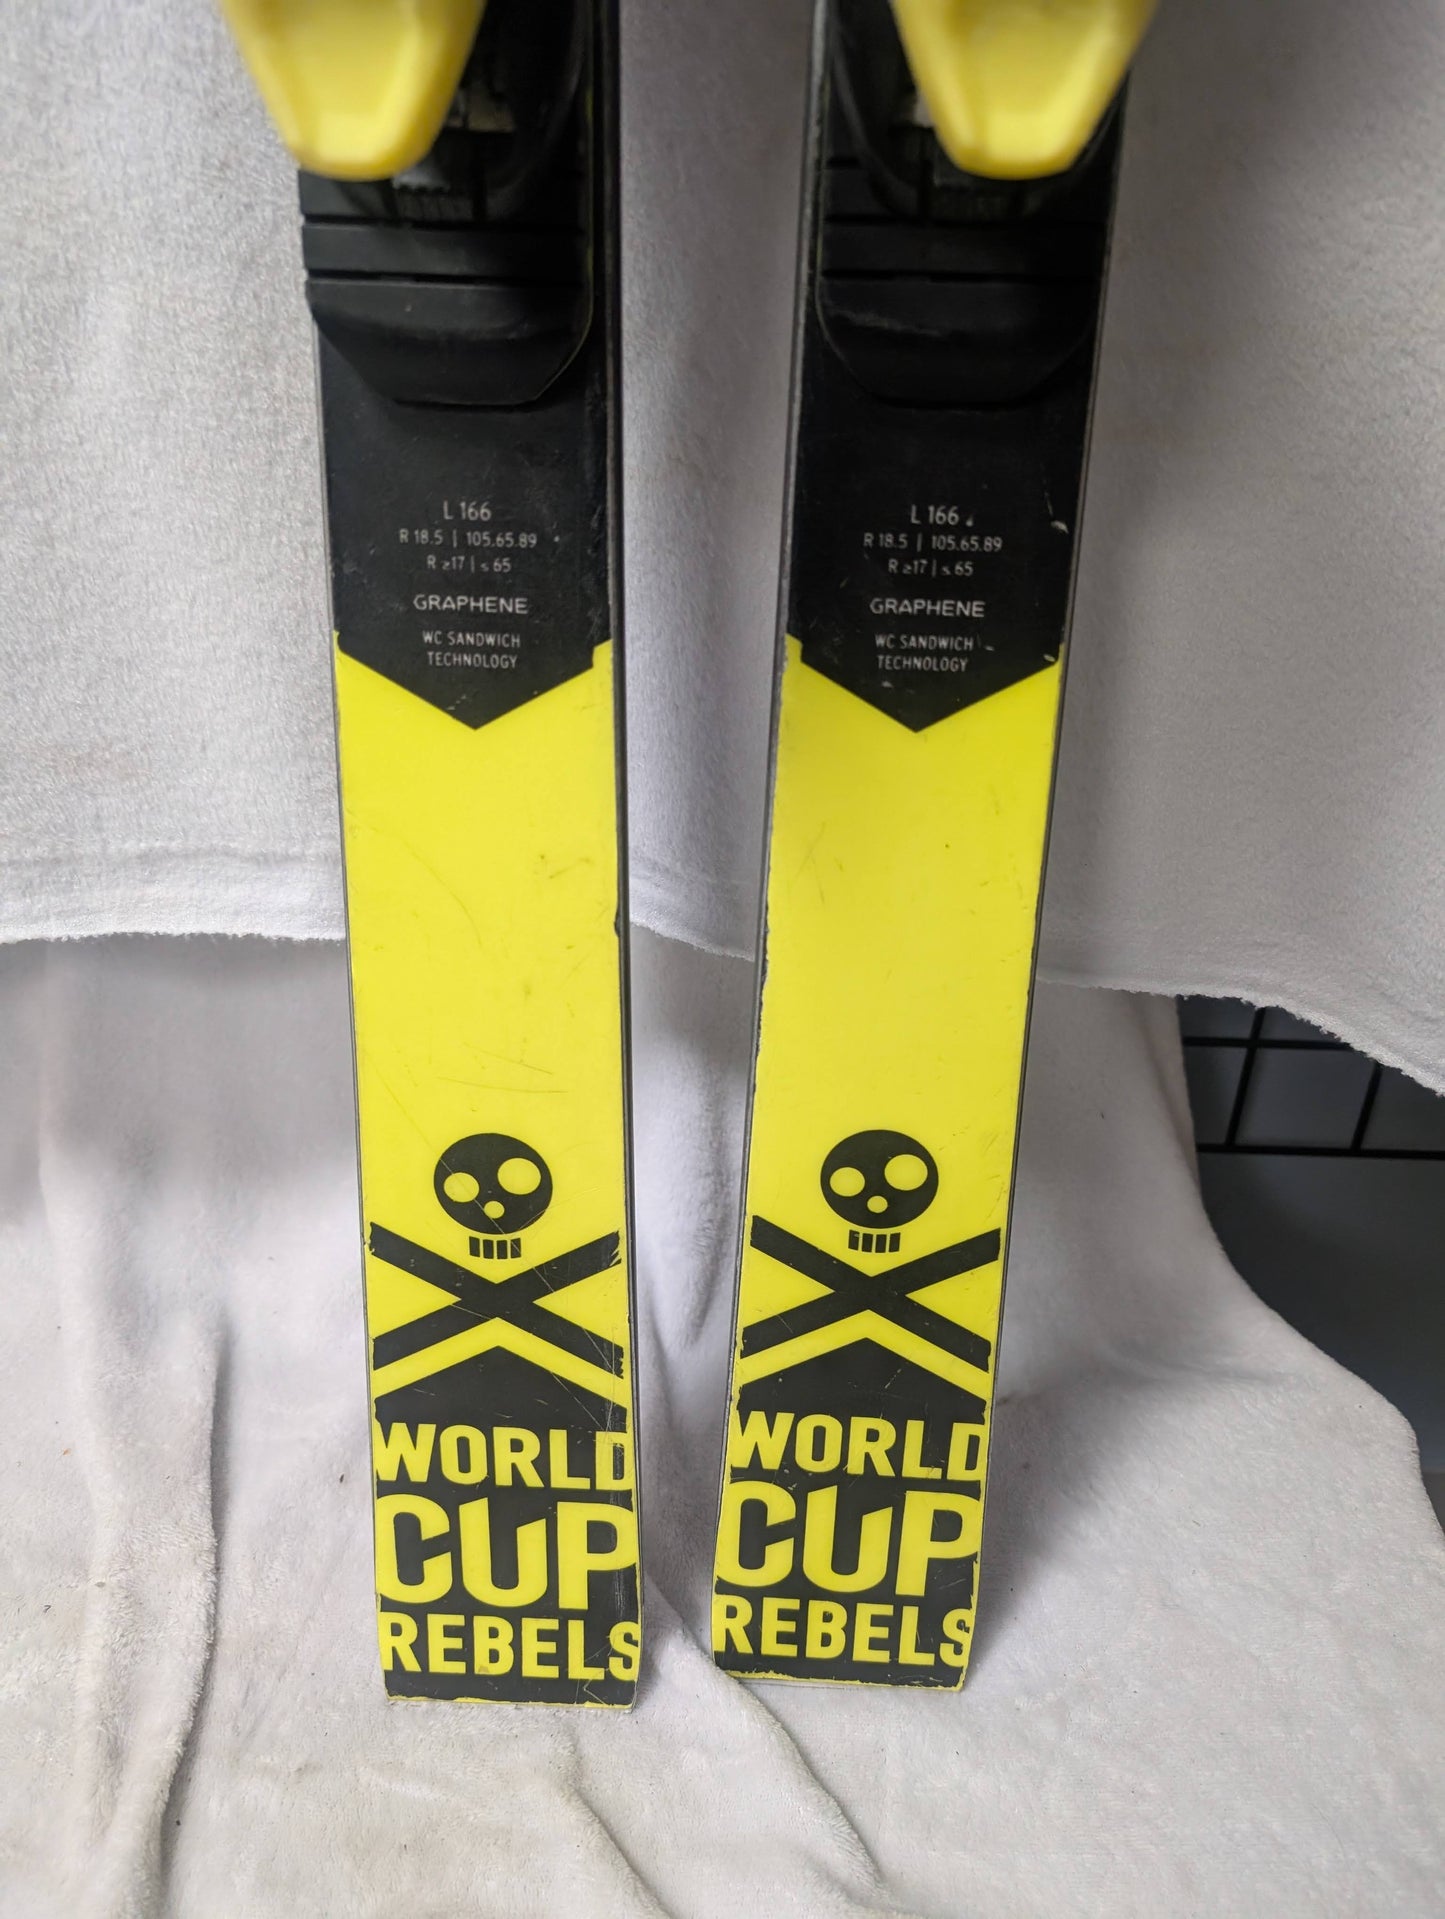 L 166
R 18.5 | 105.65.89
R ≥17 | ≤ 65
GRAPHENE
WC SANDWICH
TECHNOLOGY
WORLD
CUP
REBELS
L 166
R 18.5 | 105.65.89
R ≥17 | ≤ 65
GRAPHENE
WC SANDWICH
TECHNOLOGY
WORLD
CUP
REBELS